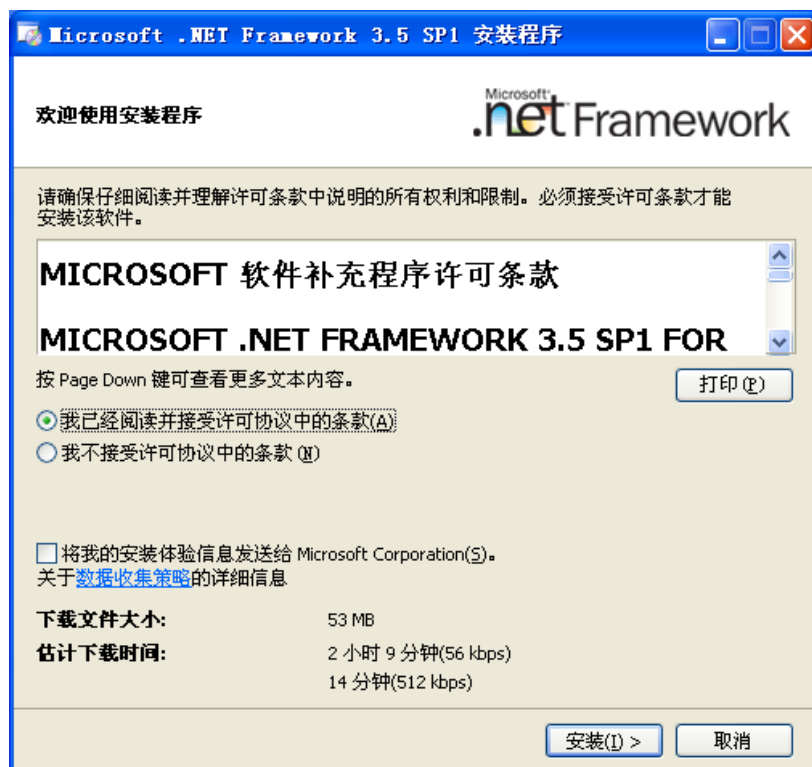 Microsoft .NET Framework 3.5 SP1 安装程序
欢迎使用安装程序
Microsoft
.net Framework
请确保仔细阅读并理解许可条款中说明的所有权利和限制。必须接受许可条款才能
安装该软件。
MICROSOFT 软件补充程序许可条款
MICROSOFT .NET FRAMEWORK 3.5 SP1 FOR
按 Page Down 键可查看更多文本内容。
打印(P)
我已经阅读并接受许可协议中的条款(A)
我不接受许可协议中的条款(N)
将我的安装体验信息发送给 Microsoft Corporation(S)。
关于数据收集策略的详细信息
下载文件大小: 53 MB
估计下载时间: 2 小时 9 分钟(56 kbps)
14 分钟(512 kbps)
安装(I) > 取消